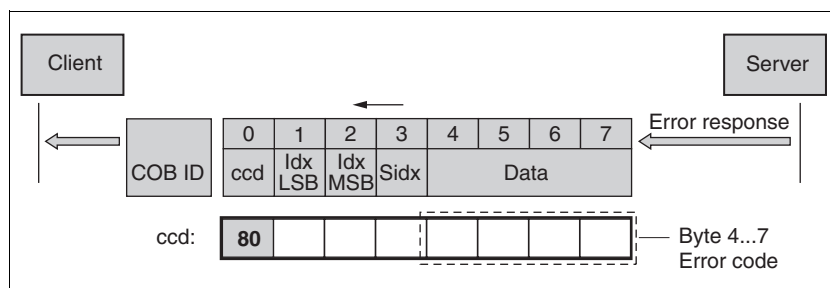 Client
Server
Error response
0 1 2 3 4 5 6 7
COB ID
ccd
Idx
LSB
Idx
MSB
Sidx
Data
ccd:
80
Byte 4...7
Error code